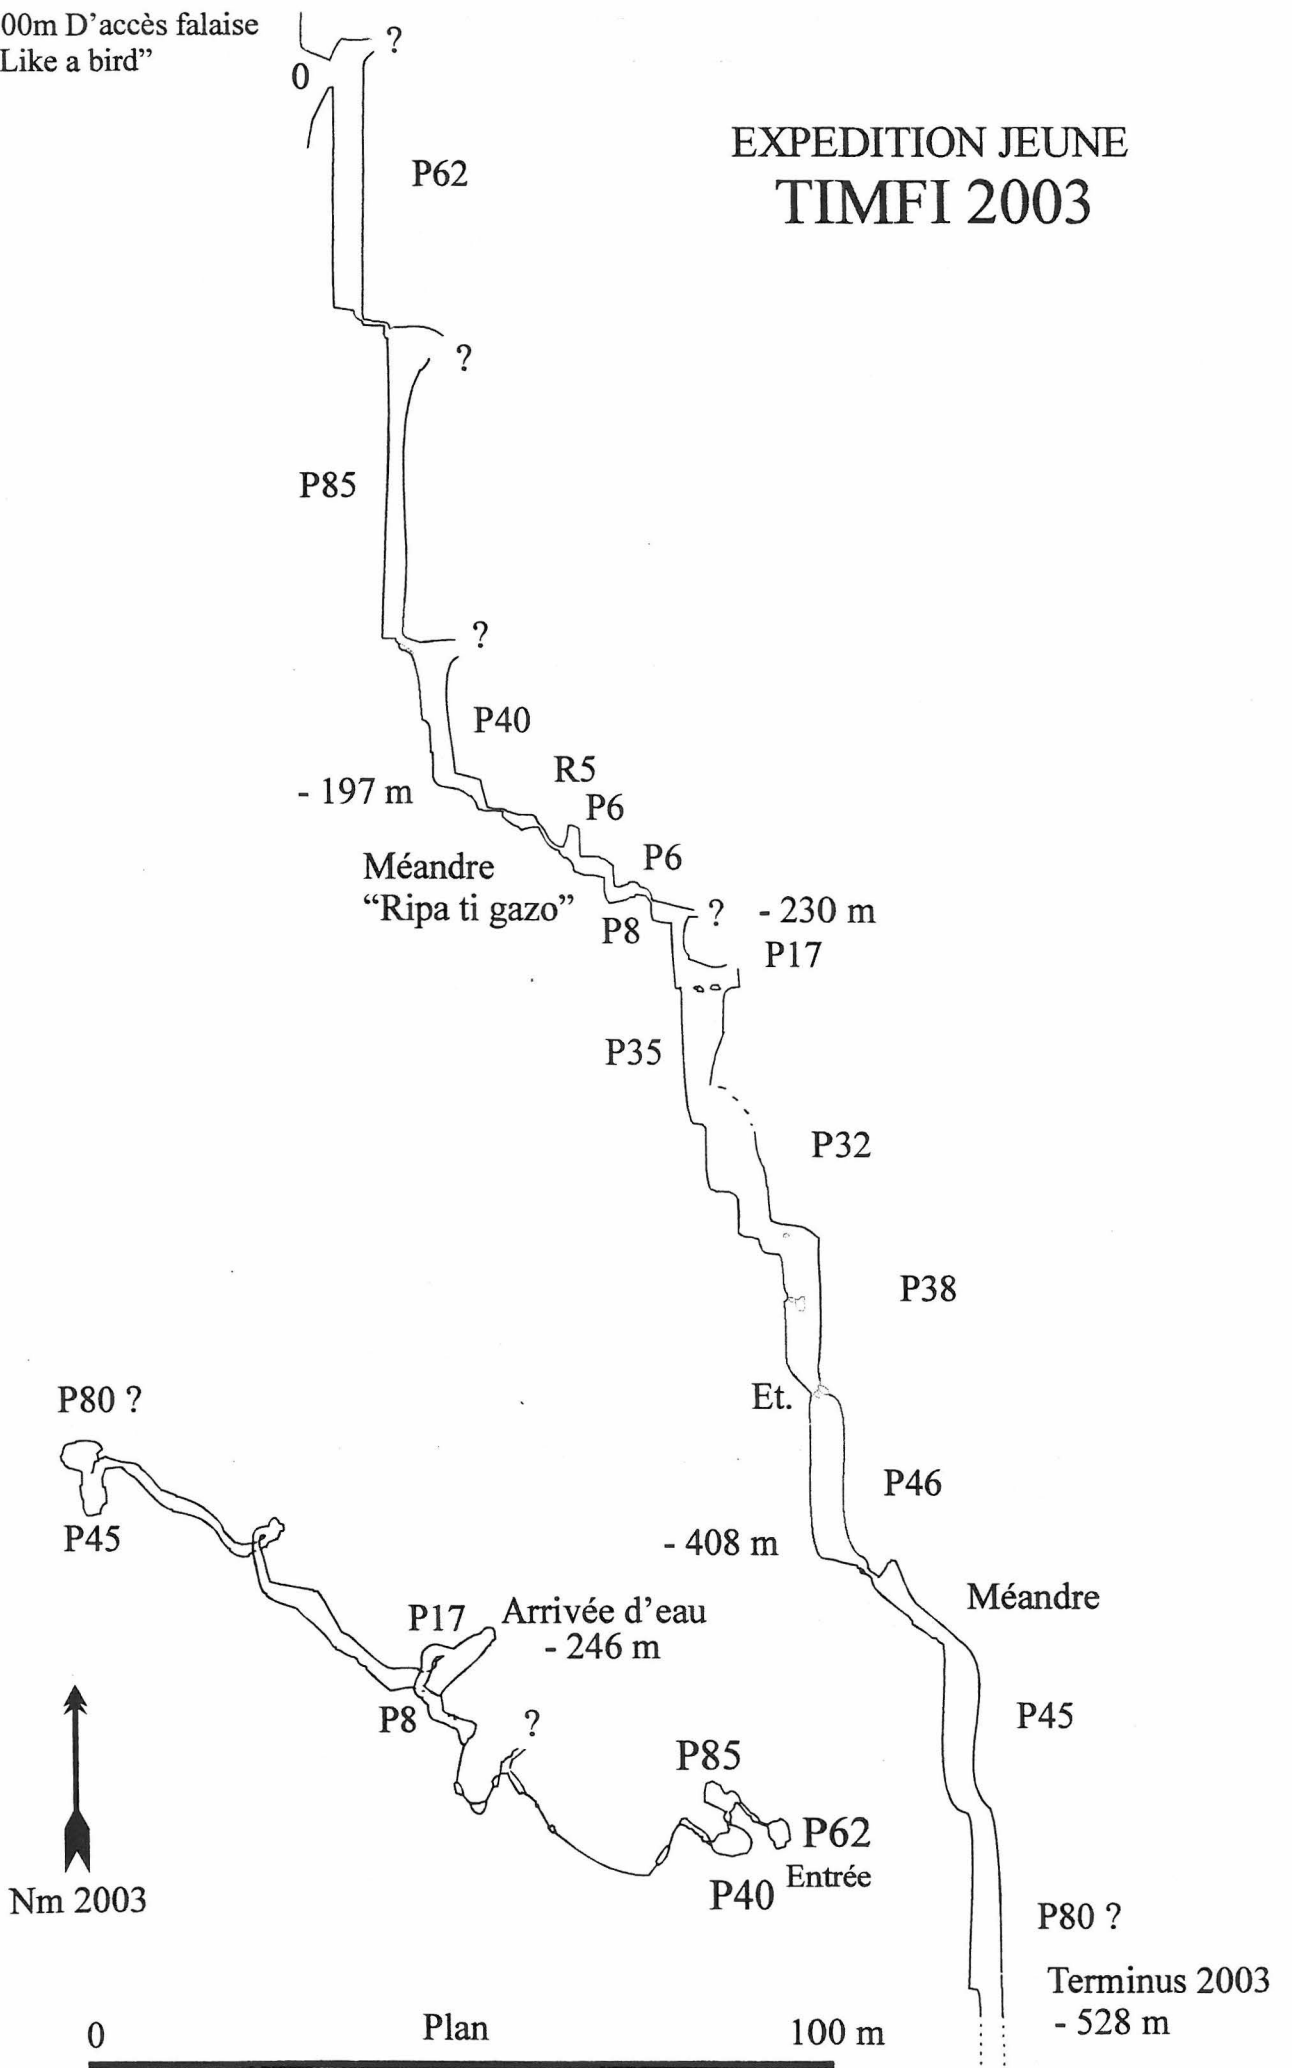 00m D'accès falaise
Like a bird”
?
0
EXPEDITION JEUNE
TIMFI 2003
P62
?
P85
?
P40
R5
- 197 m
P6
P6
Méandre
“Ripa ti gazo”
? - 230 m
P8
P17
P35
P32
P38
Et.
P80 ?
P46
P45
- 408 m
Méandre
P17
Arrivée d'eau
- 246 m
P8
?
P45
P85
P62
Entrée
P40
Nm 2003
P80 ?
Terminus 2003
- 528 m
0
Plan
100 m